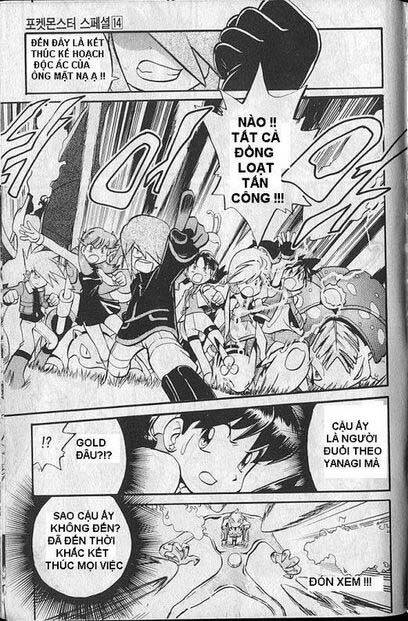 포켓몬스터 스페셜 14
ĐẾN ĐÂY LÀ KẾT
THÚC KẾ HOẠCH
ĐỘC ÁC CỦA
ÔNG MẶT NẠ Ạ !!
NÀO !!
TẤT CẢ
ĐỒNG
LOẠT
TẤN
CÔNG !!!
CẬU ẤY
LÀ NGƯỜI
ĐUỔI THEO
YANAGI MÀ
GOLD
ĐÂU?!?
!?
SAO CẬU ẤY
KHÔNG ĐẾN?
ĐÃ ĐẾN THỜI
KHẮC KẾT
THÚC MỌI VIỆC
ĐÓN XEM !!!